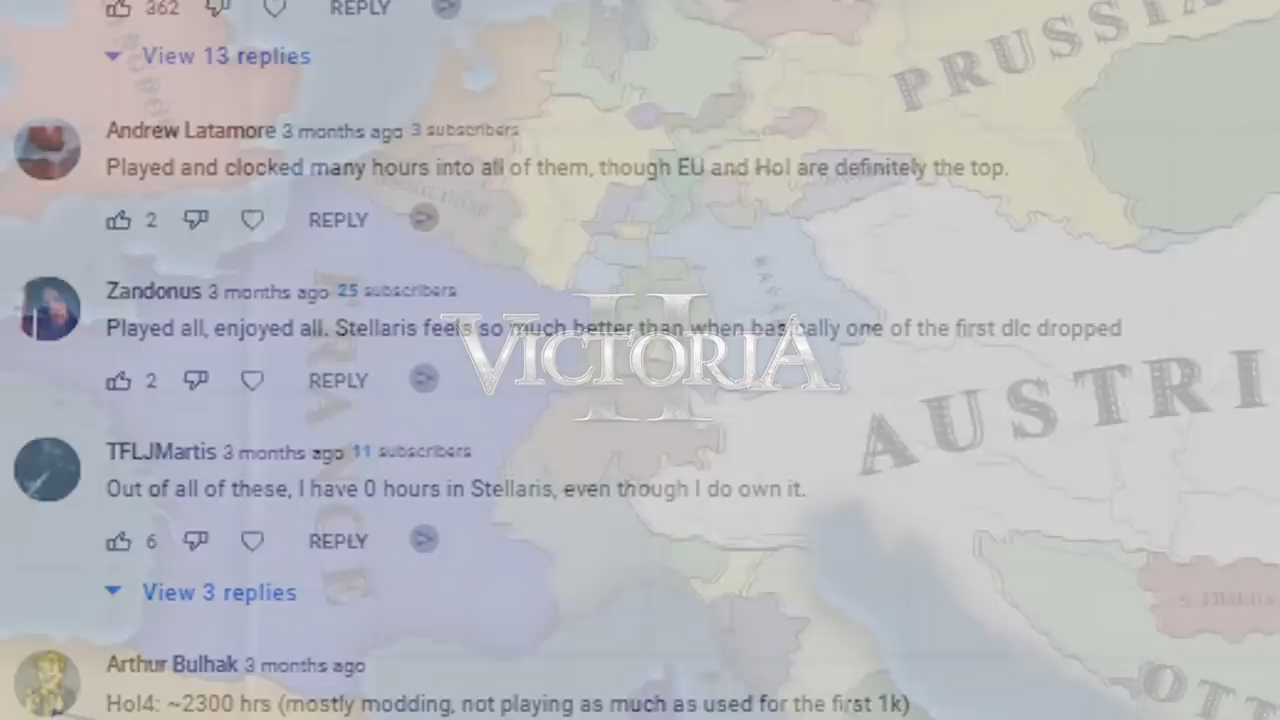 362 REPLY
View 13 replies
PRUSSIA
Andrew Latamore 3 months ago 3 subscribers
Played and clocked many hours into all of them, though EU and HoI are definitely the top.
2 REPLY
Zandonus 3 months ago 25 subscribers
Played all, enjoyed all. Stellaris feels so much better than when basically one of the first dlc dropped
II
VICTORIA
2 REPLY
AUSTRI
FRANCE
TFLJMartis 3 months ago 11 subscribers
Out of all of these, I have 0 hours in Stellaris, even though I do own it.
6 REPLY
View 3 replies
Arthur Bulhak 3 months ago
HoI4: ~2300 hrs (mostly modding, not playing as much as used for the first 1k)
OTT